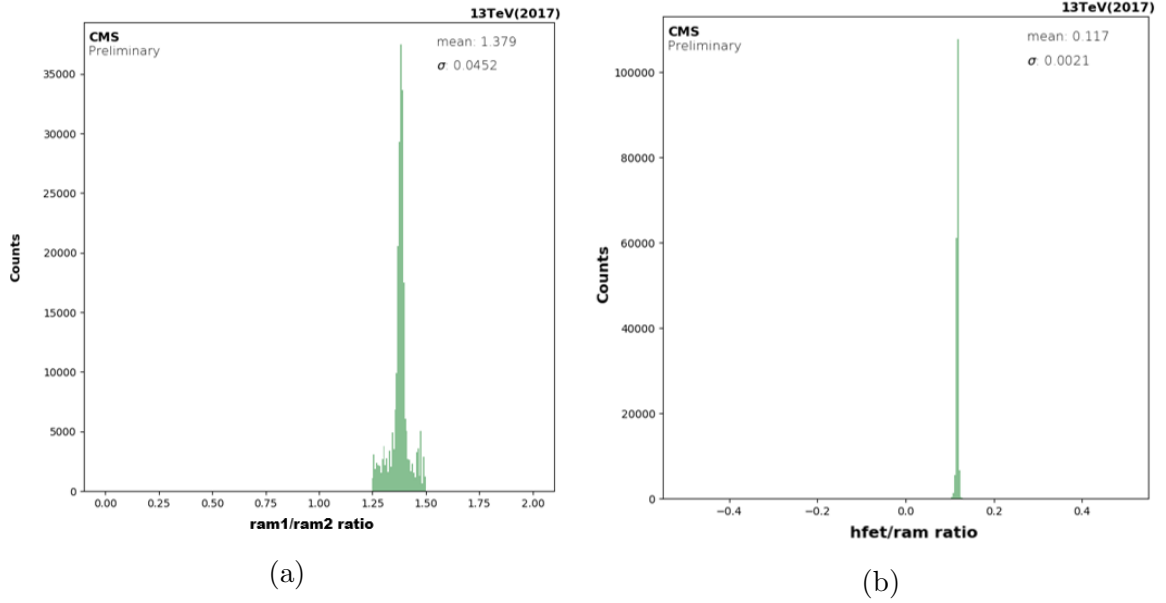 13TeV(2017)
CMS
Preliminary
mean: 1.379
σ: 0.0452
35000
30000
25000
20000
15000
10000
5000
0
Counts
0.00 0.25 0.50 0.75 1.00 1.25 1.50 1.75 2.00
ram1/ram2 ratio
(a)
13TeV(2017)
CMS
Preliminary
mean: 0.117
σ: 0.0021
100000
80000
60000
40000
20000
0
Counts
−0.4 −0.2 0.0 0.2 0.4
hfet/ram ratio
(b)